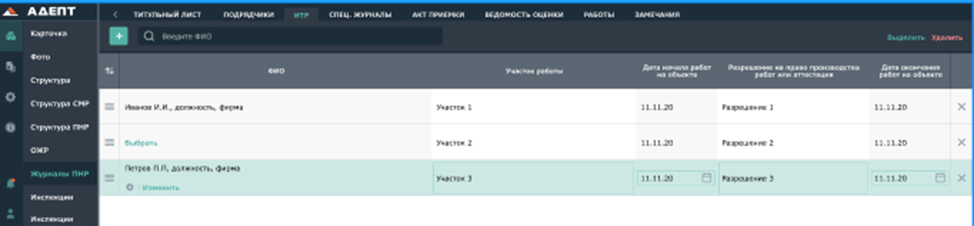 АДЕПТ
ТИТУЛЬНЫЙ ЛИСТ ПОДРЯДЧИКИ ИТР СПЕЦ. ЖУРНАЛЫ АКТ ПРИЕМКИ ВЕДОМОСТЬ ОЦЕНКИ РАБОТЫ ЗАМЕЧАНИЯ
Карточка
Фото
Структура
Структура СМР
Структура ПНР
ОЖР
Журналы ПНР
Инспекции
Инспекции
Введите ФИО
Выделить Удалить
ФИО
Участок работы
Дата начала работ
на объекте
Разрешение на право производства
работ или аттестация
Дата окончания
работ на объекте
Иванов И.И., должность, фирма Участок 1 11.11.20 Разрешение 1 11.11.20
Выбрать Участок 2 11.11.20 Разрешение 2 11.11.20
Петров П.П, должность, фирма
Изменить
Участок 3 11.11.20 Разрешение 3 11.11.20